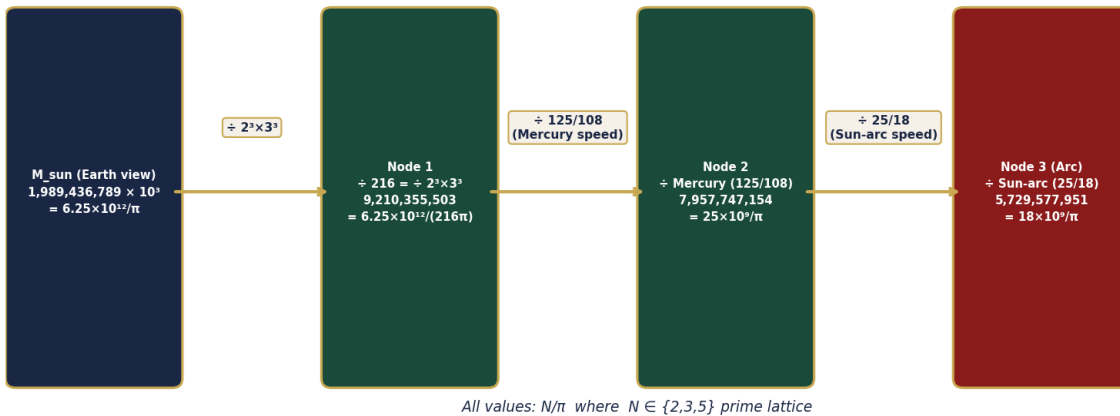 M_sun (Earth view)
1,989,436,789 × 10³
= 6.25×10¹²/π
÷ 2³×3³
Node 1
÷ 216 = ÷ 2³×3³
9,210,355,503
= 6.25×10¹²/(216π)
÷ 125/108
(Mercury speed)
Node 2
÷ Mercury (125/108)
7,957,747,154
= 25×10⁹/π
÷ 25/18
(Sun-arc speed)
Node 3 (Arc)
÷ Sun-arc (25/18)
5,729,577,951
= 18×10⁹/π
All values: N/π where N ∈ {2,3,5} prime lattice